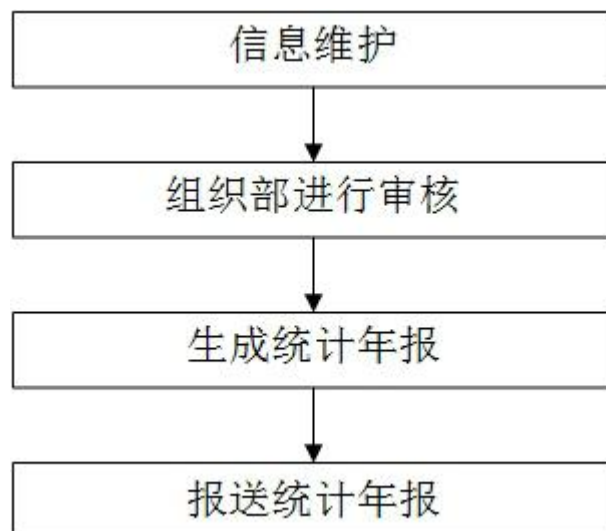 信息维护
组织部进行审核
生成统计年报
报送统计年报